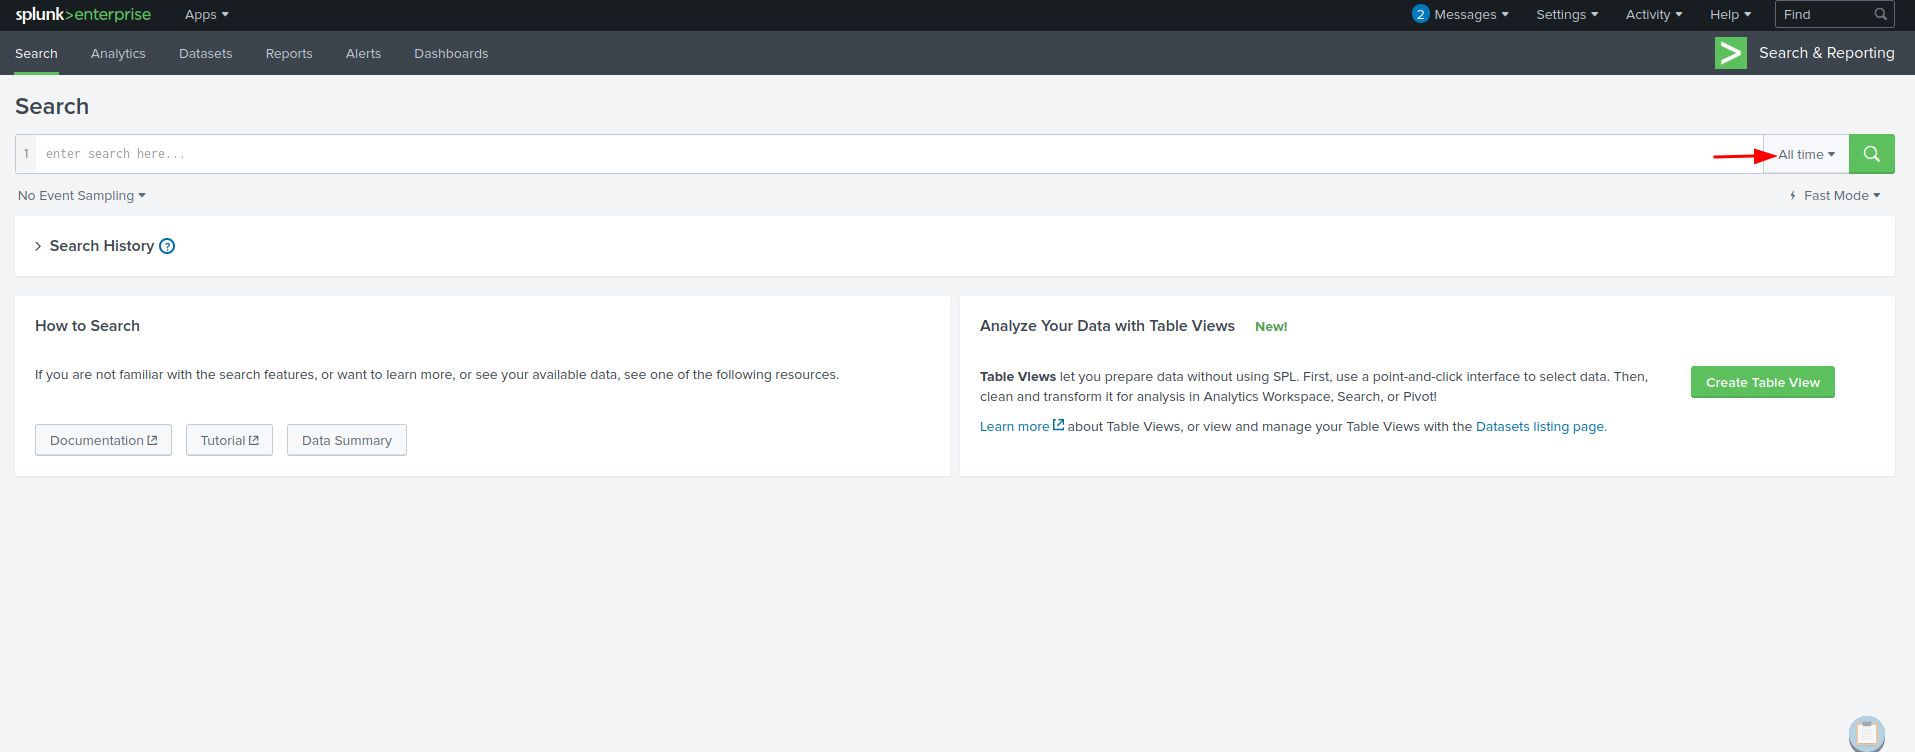 splunk>enterprise Apps 2 Messages Settings Activity Help Find
Search Analytics Datasets Reports Alerts Dashboards Search & Reporting
Search
1 enter search here... All time
No Event Sampling Fast Mode
Search History ?
How to Search
If you are not familiar with the search features, or want to learn more, or see your available data, see one of the following resources.
Documentation Tutorial Data Summary
Analyze Your Data with Table Views New!
Table Views let you prepare data without using SPL. First, use a point-and-click interface to select data. Then,
clean and transform it for analysis in Analytics Workspace, Search, or Pivot!
Create Table View
Learn more about Table Views, or view and manage your Table Views with the Datasets listing page.